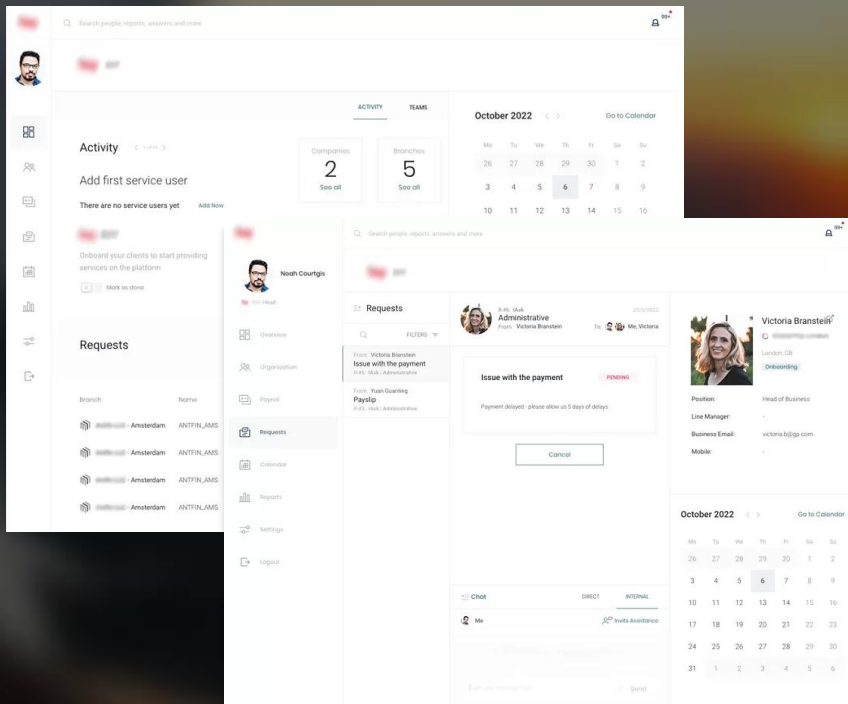 Search people, reports, answers and more
99+
ACTIVITY
TEAMS
Activity
Add first service user
There are no service users yet
Add Now
Onboard your clients to start providing
services on the platform
Mark as done
Companies
2
See all
Branches
5
See all
October 2022
Go to Calendar
Mo Tu We Th Fr Sa Su
26 27 28 29 30 1 2
3 4 5 6 7 8 9
10 11 12 13 14 15 16
Requests
Branch
Name
- Amsterdam
ANTFIN_AMS
- Amsterdam
ANTFIN_AMS
- Amsterdam
ANTFIN_AMS
- Amsterdam
ANTFIN_AMS
Search people, reports, answers and more
99+
Noah Courtgis
Head
Overview
Organization
Payroll
Requests
Calendar
Reports
Settings
Logout
Requests
FILTERS
From: Victoria Branstein
Issue with the payment
From: Yuan Guanting
Payslip
Administrative
From: Victoria Branstein
To:
Me, Victoria
Issue with the payment
PENDING
Payment delayed - please allow us 5 days of delays
Cancel
Chat
DIRECT
INTERNAL
Me
Invite Assistance
Send
Victoria Branstein
London, GB
Onboarding
Position:
Head of Business
Line Manager:
-
Business Email:
victoria.b@gp.com
Mobile:
-
October 2022
Go to Calendar
Mo Tu We Th Fr Sa Su
26 27 28 29 30 1 2
3 4 5 6 7 8 9
10 11 12 13 14 15 16
17 18 19 20 21 22 23
24 25 26 27 28 29 30
31 1 2 3 4 5 6